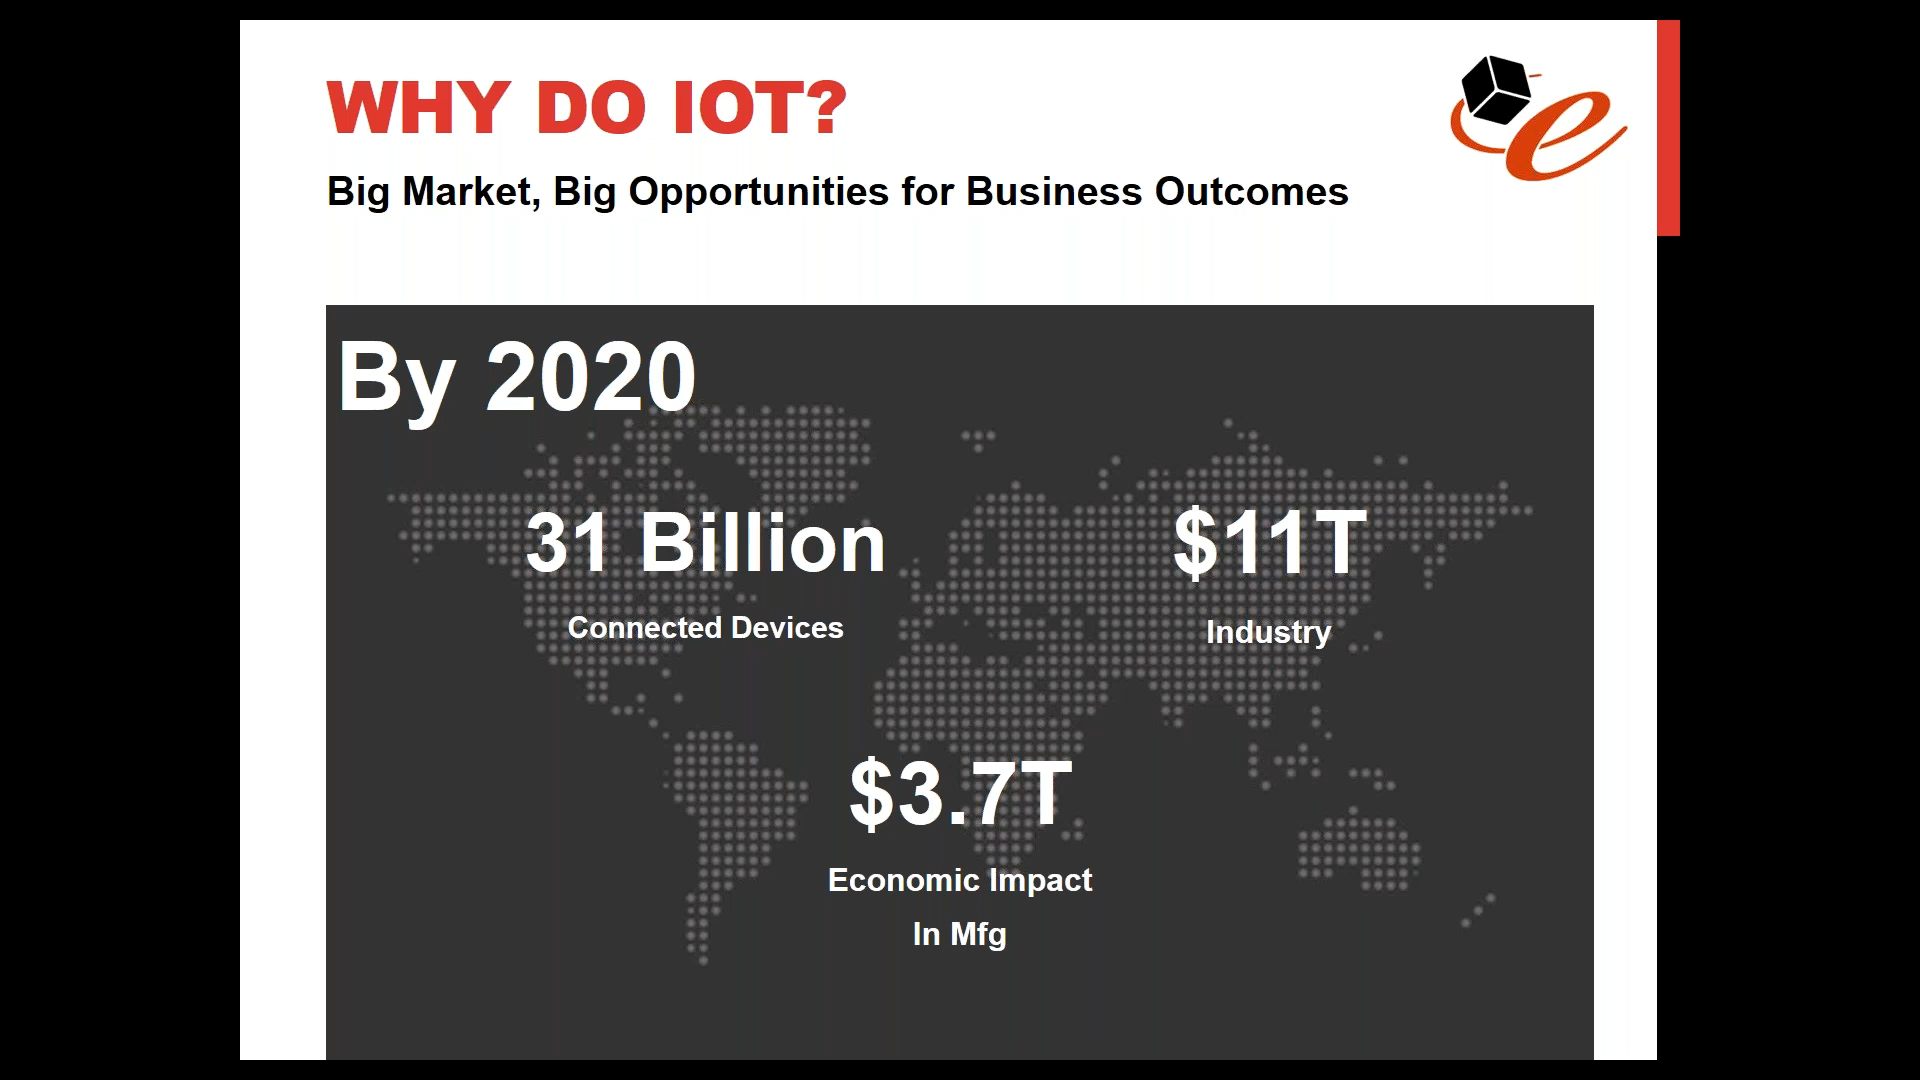 WHY DO IOT?
Big Market, Big Opportunities for Business Outcomes
e
By 2020
31 Billion
Connected Devices
$11T
Industry
$3.7T
Economic Impact
In Mfg